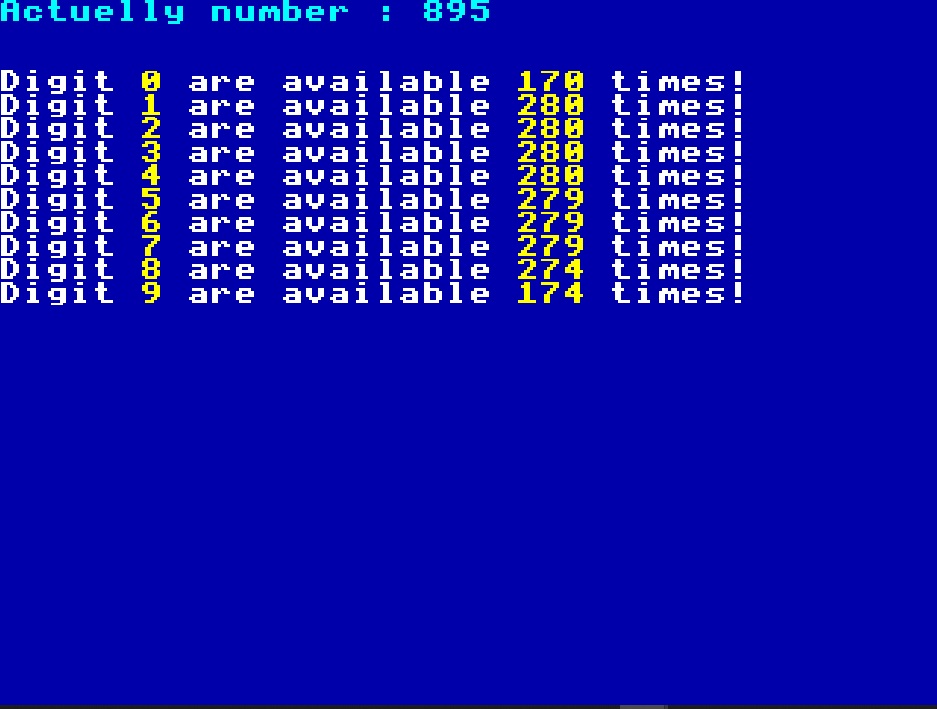 Actuelly number : 895
Digit 0 are available 170 times!
Digit 1 are available 280 times!
Digit 2 are available 280 times!
Digit 3 are available 280 times!
Digit 4 are available 280 times!
Digit 5 are available 279 times!
Digit 6 are available 279 times!
Digit 7 are available 279 times!
Digit 8 are available 274 times!
Digit 9 are available 174 times!